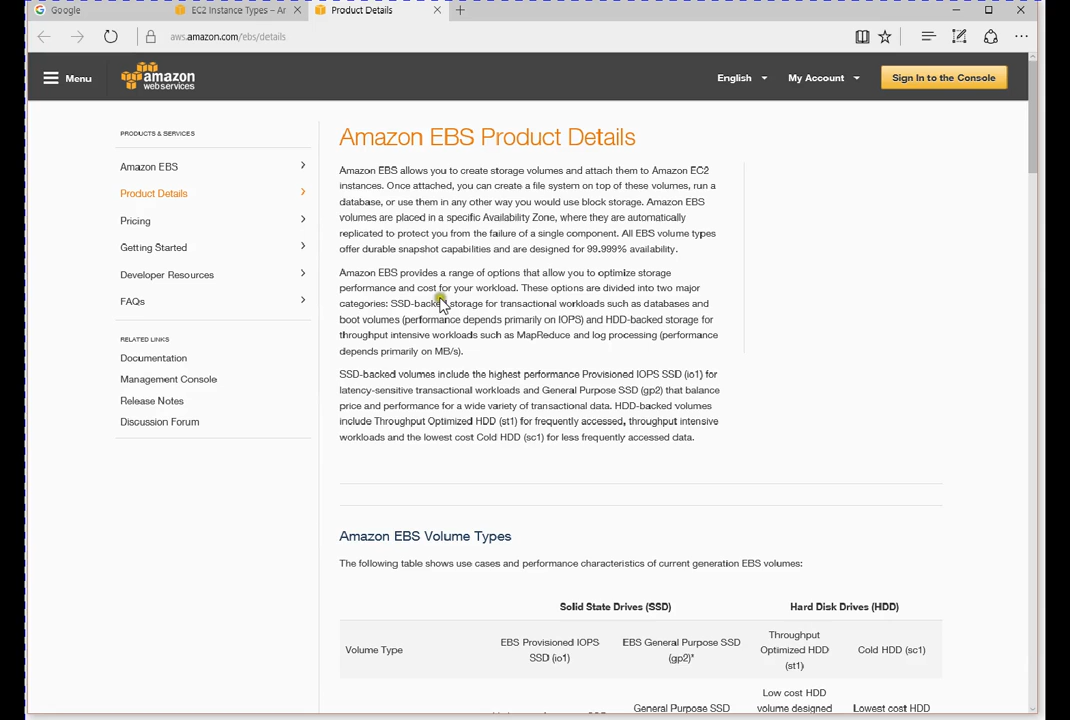 Google
EC2 Instance Types – Ar
Product Details
aws.amazon.com/ebs/details
Menu
amazon
webservices
English
My Account
Sign In to the Console
PRODUCTS & SERVICES
Amazon EBS
Product Details
Pricing
Getting Started
Developer Resources
FAQs
RELATED LINKS
Documentation
Management Console
Release Notes
Discussion Forum
Amazon EBS Product Details
Amazon EBS allows you to create storage volumes and attach them to Amazon EC2
instances. Once attached, you can create a file system on top of these volumes, run a
database, or use them in any other way you would use block storage. Amazon EBS
volumes are placed in a specific Availability Zone, where they are automatically
replicated to protect you from the failure of a single component. All EBS volume types
offer durable snapshot capabilities and are designed for 99.999% availability.
Amazon EBS provides a range of options that allow you to optimize storage
performance and cost for your workload. These options are divided into two major
categories: SSD-backed storage for transactional workloads such as databases and
boot volumes (performance depends primarily on IOPS) and HDD-backed storage for
throughput intensive workloads such as MapReduce and log processing (performance
depends primarily on MB/s).
SSD-backed volumes include the highest performance Provisioned IOPS SSD (io1) for
latency-sensitive transactional workloads and General Purpose SSD (gp2) that balance
price and performance for a wide variety of transactional data. HDD-backed volumes
include Throughput Optimized HDD (st1) for frequently accessed, throughput intensive
workloads and the lowest cost Cold HDD (sc1) for less frequently accessed data.
Amazon EBS Volume Types
The following table shows use cases and performance characteristics of current generation EBS volumes:
Solid State Drives (SSD)
Hard Disk Drives (HDD)
Volume Type
EBS Provisioned IOPS
SSD (io1)
EBS General Purpose SSD
(gp2)*
Throughput
Optimized HDD
(st1)
Cold HDD (sc1)
General Purpose SSD
Low cost HDD
volume designed
Lowest cost HDD